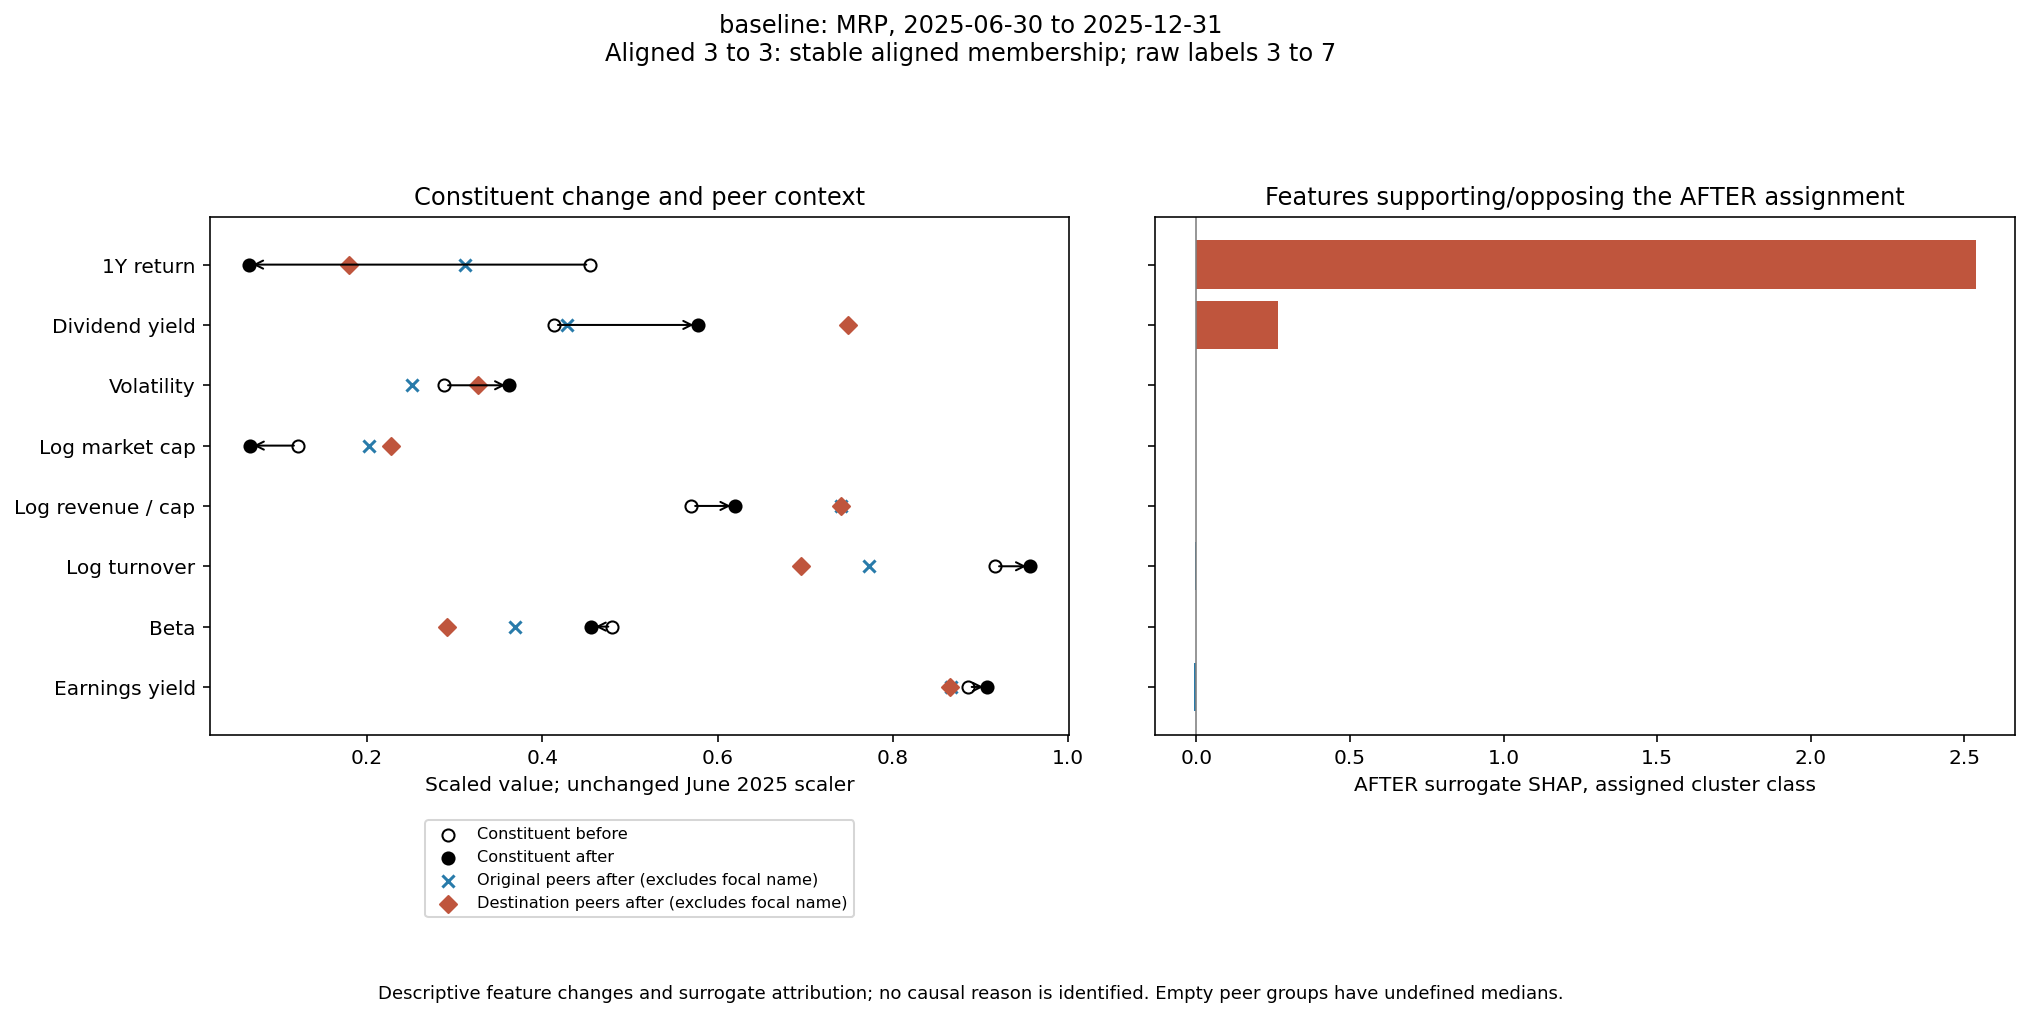 baseline: MRP, 2025-06-30 to 2025-12-31
Aligned 3 to 3: stable aligned membership; raw labels 3 to 7
Constituent change and peer context
1Y return
Dividend yield
Volatility
Log market cap
Log revenue / cap
Log turnover
Beta
Earnings yield
0.2 0.4 0.6 0.8 1.0
Scaled value; unchanged June 2025 scaler
Constituent before
Constituent after
Original peers after (excludes focal name)
Destination peers after (excludes focal name)
Features supporting/opposing the AFTER assignment
0.0 0.5 1.0 1.5 2.0 2.5
AFTER surrogate SHAP, assigned cluster class
Descriptive feature changes and surrogate attribution; no causal reason is identified. Empty peer groups have undefined medians.